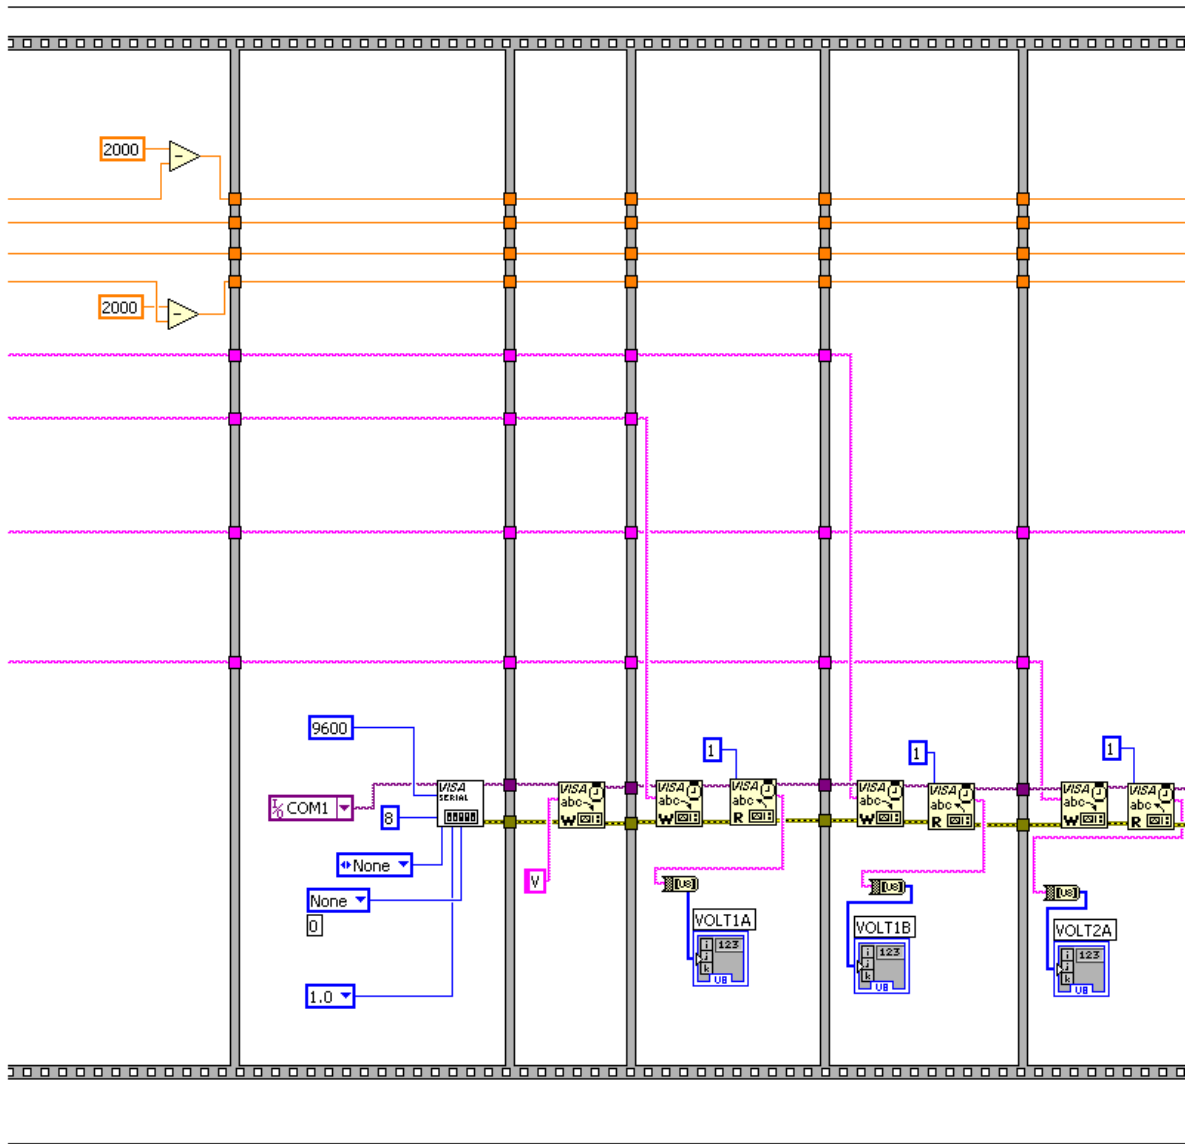 2000
2000
9600
I/O COM1
8
None
None
0
1.0
VISA
SERIAL
V
VISA
abc
W
VISA
abc
W
1
VISA
abc
R
[U8]
VOLT1A
i
j
k
123
U8
VISA
abc
W
1
VISA
abc
R
[U8]
VOLT1B
i
j
k
123
U8
VISA
abc
W
1
VISA
abc
R
[U8]
VOLT2A
i
j
k
123
U8